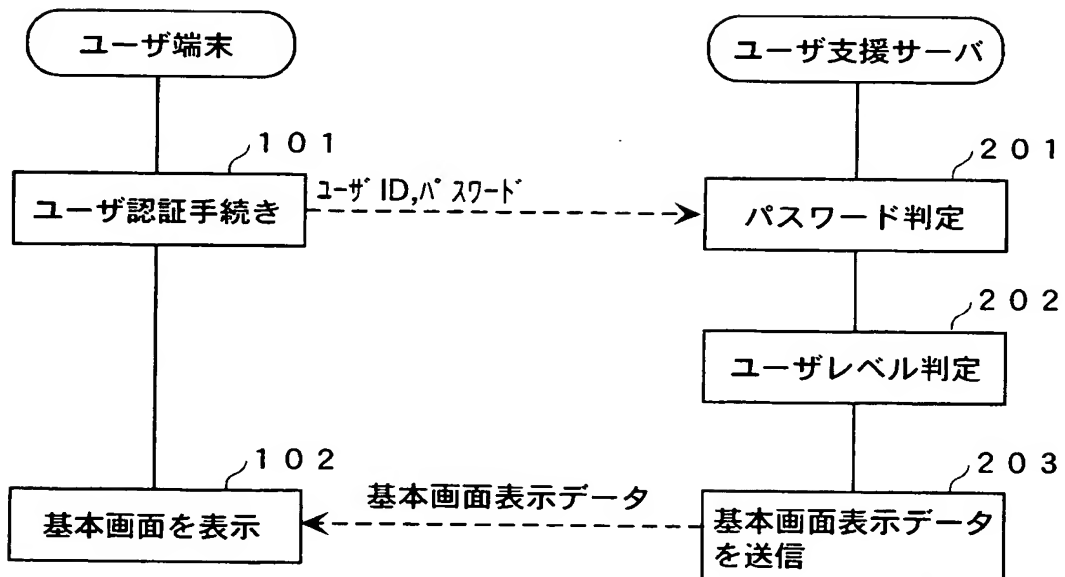 ユーザ端末
ユーザ支援サーバ
101
201
ユーザ認証手続き
ユーザID,パスワード
パスワード判定
202
ユーザレベル判定
102
203
基本画面を表示
基本画面表示データ
基本画面表示データ
を送信